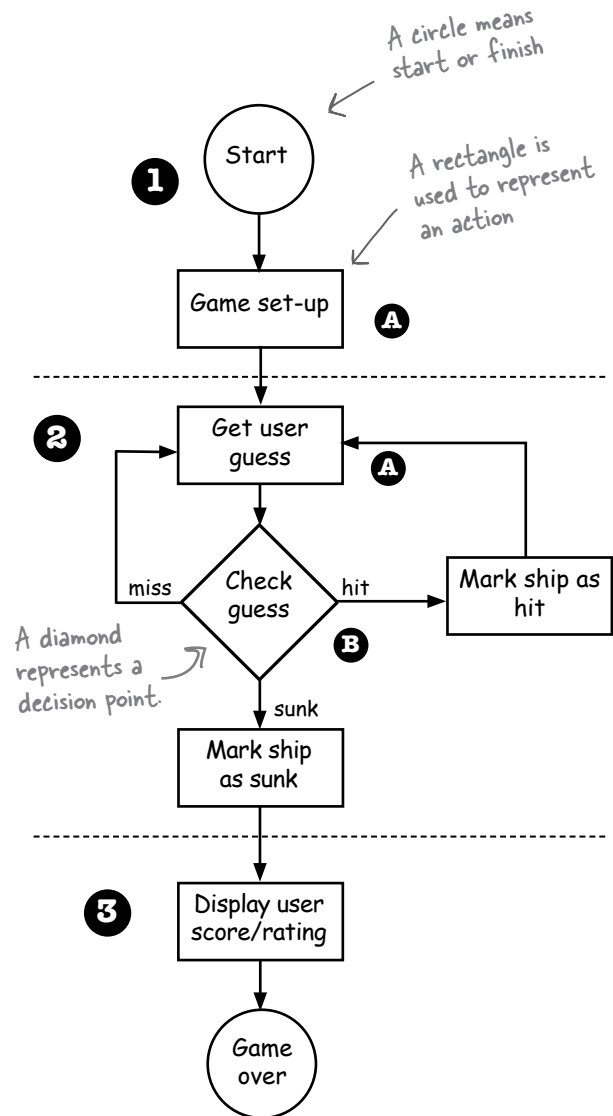 A circle means
start or finish
Start
1
A rectangle is
used to represent
an action
Game set-up
A
2
Get user
guess
A
miss
Check
guess
hit
Mark ship as
hit
A diamond
represents a
decision point.
B
sunk
Mark ship
as sunk
3
Display user
score/rating
Game
over